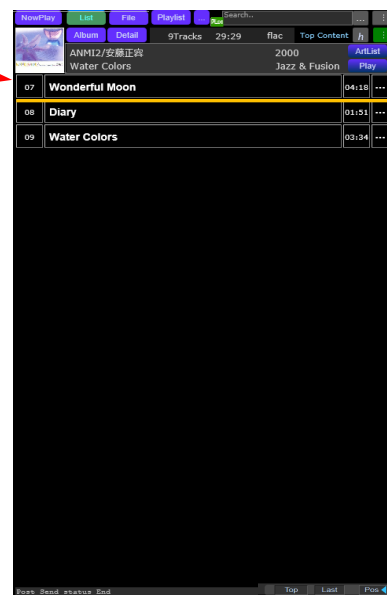 NowPlay List File Playlist ... Search.. ... :
Album Detail 9Tracks 29:29 flac Top Content h :
ANMI2/安藤正容 2000 ArtList
Water Colors Jazz & Fusion Play
07 Wonderful Moon 04:18 ...
08 Diary 01:51 ...
09 Water Colors 03:34 ...
Post Send status End Top Last Pos